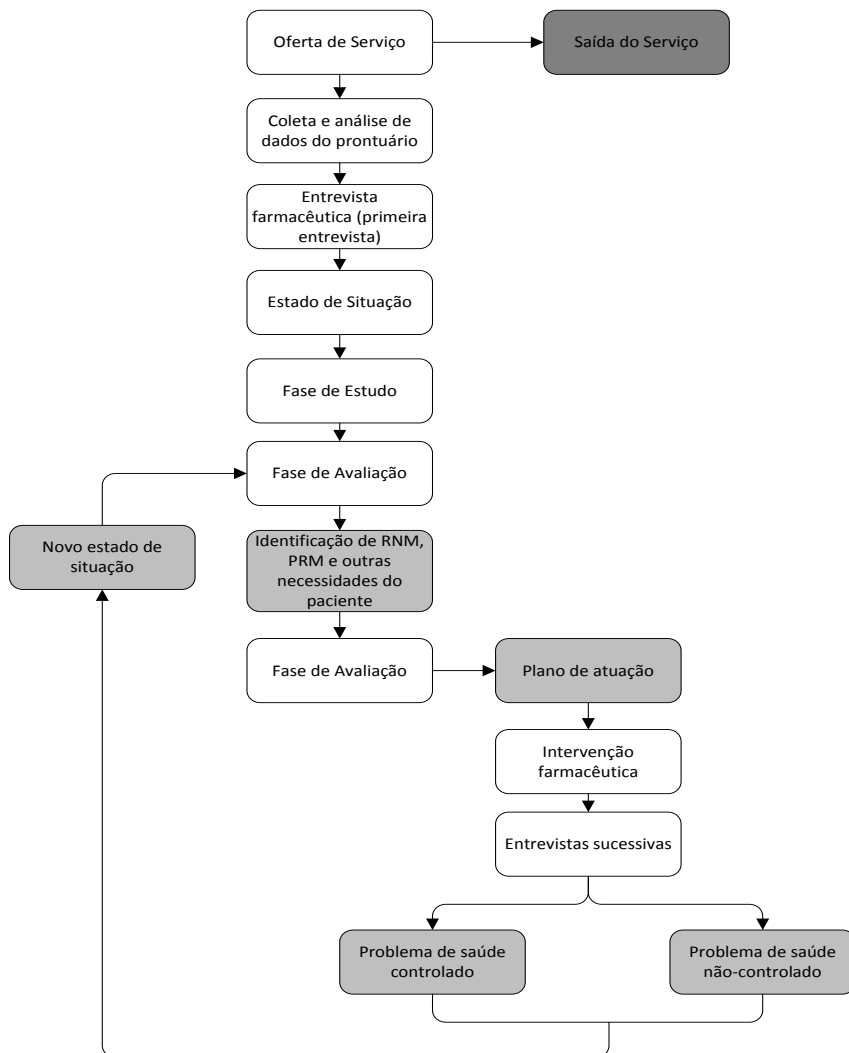 Oferta de Serviço
Saída do Serviço
Coleta e análise de
dados do prontuário
Entrevista
farmacêutica (primeira
entrevista)
Estado de Situação
Fase de Estudo
Fase de Avaliação
Novo estado de
situação
Identificação de RNM,
PRM e outras
necessidades do
paciente
Fase de Avaliação
Plano de atuação
Intervenção
farmacêutica
Entrevistas sucessivas
Problema de saúde
controlado
Problema de saúde
não-controlado